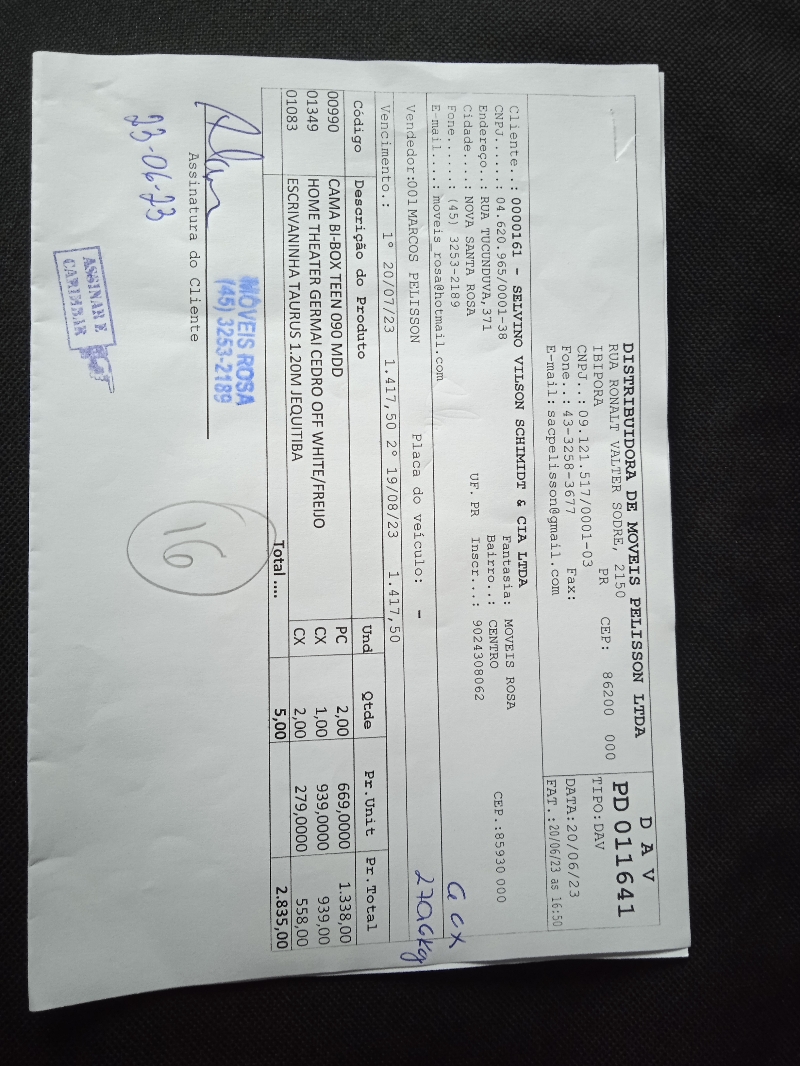 DISTRIBUIDORA DE MOVEIS PELISSON LTDA
RUA RONALT VALTER SODRE, 2150
IBIPORA PR CEP: 86200 000
CNPJ..: 09.121.517/0001-03
Fone..: 43-3258-3677 Fax:
E-mail: sacpelisson@gmail.com
D A V
PD 011641
TIPO:DAV
DATA:20/06/23
FAT.:20/06/23 as 16:50
Cliente..: 0000161 - SELVINO VILSON SCHIMIDT & CIA LTDA
CNPJ.....: 04.620.965/0001-38 Fantasia: MOVEIS ROSA
Endereço..: RUA TUCUNDUVA,371 Bairro..: CENTRO CEP.:85930 000
Cidade....: NOVA SANTA ROSA UF. PR Inscr...: 9024308062
Fone......: (45) 3253-2189
E-mail....: moveis_rosa@hotmail.com
Vendedor:001 MARCOS PELISSON Placa do veículo: -
Vencimento.: 1º 20/07/23 1.417,50 2º 19/08/23 1.417,50
Código Descrição do Produto Und Qtde Pr.Unit Pr.Total
00990 CAMA BI-BOX TEEN 090 MDD PC 2,00 669,0000 1.338,00
01349 HOME THEATER GERMAI CEDRO OFF WHITE/FREIJO CX 1,00 939,0000 939,00
01083 ESCRIVANINHA TAURUS 1.20M JEQUITIBA CX 2,00 279,0000 558,00
Total .... 5,00 2.835,00
MÓVEIS ROSA
(45) 3253-2189
Assinatura do Cliente
23-06-23
16
ASSINAR E
CARIMBAR